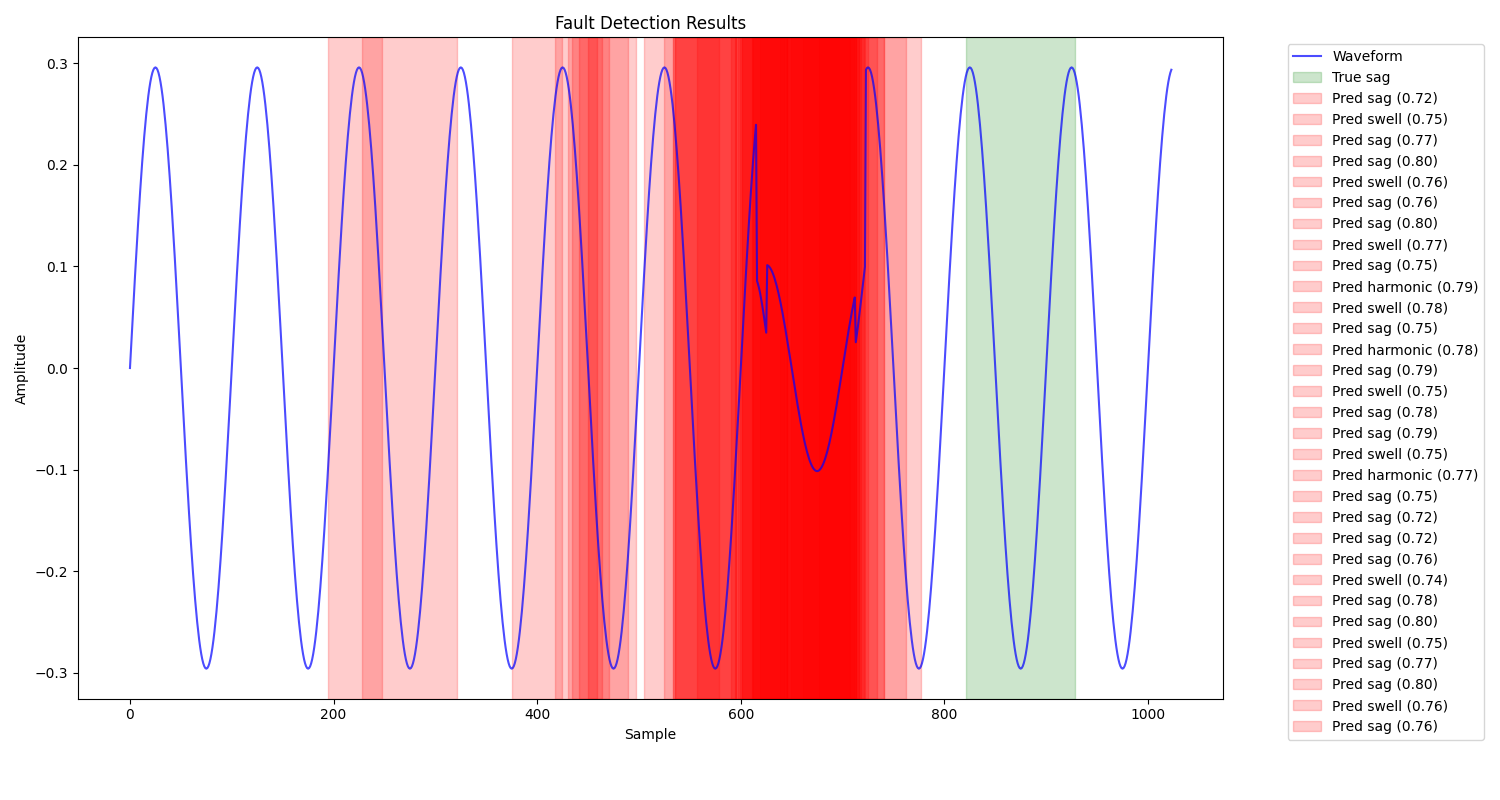 Fault Detection Results
0.3
0.2
0.1
0.0
−0.1
−0.2
−0.3
Amplitude
0
200
400
600
800
1000
Sample
Waveform
True sag
Pred sag (0.72)
Pred swell (0.75)
Pred sag (0.77)
Pred sag (0.80)
Pred swell (0.76)
Pred sag (0.76)
Pred sag (0.80)
Pred swell (0.77)
Pred sag (0.75)
Pred harmonic (0.79)
Pred swell (0.78)
Pred sag (0.75)
Pred harmonic (0.78)
Pred sag (0.79)
Pred swell (0.75)
Pred sag (0.78)
Pred sag (0.79)
Pred swell (0.75)
Pred harmonic (0.77)
Pred sag (0.75)
Pred sag (0.72)
Pred sag (0.72)
Pred sag (0.76)
Pred swell (0.74)
Pred sag (0.78)
Pred sag (0.80)
Pred swell (0.75)
Pred sag (0.77)
Pred sag (0.80)
Pred swell (0.76)
Pred sag (0.76)